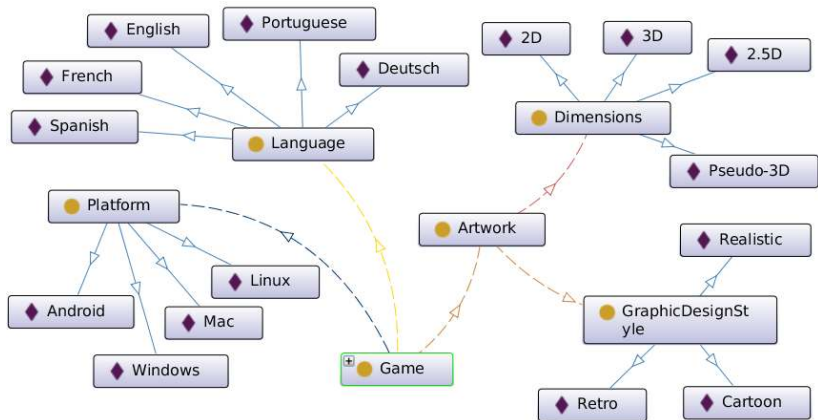 English
Portuguese
2D
3D
2.5D
French
Deutsch
Spanish
Language
Dimensions
Pseudo-3D
Platform
Artwork
Realistic
Linux
Android
Mac
GraphicDesignSt
yle
Windows
Game
Retro
Cartoon